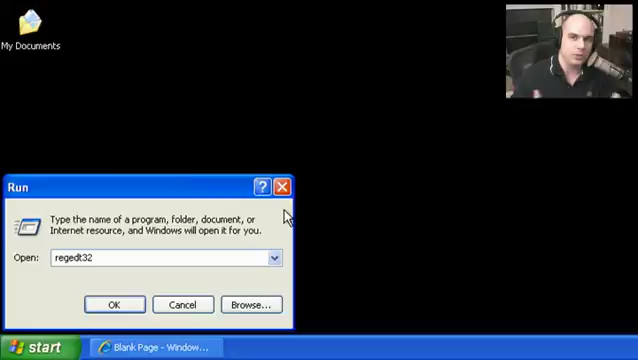 My Documents
Run
Type the name of a program, folder, document, or
Internet resource, and Windows will open it for you.
Open: regedt32
OK Cancel Browse...
start Blank Page - Window...